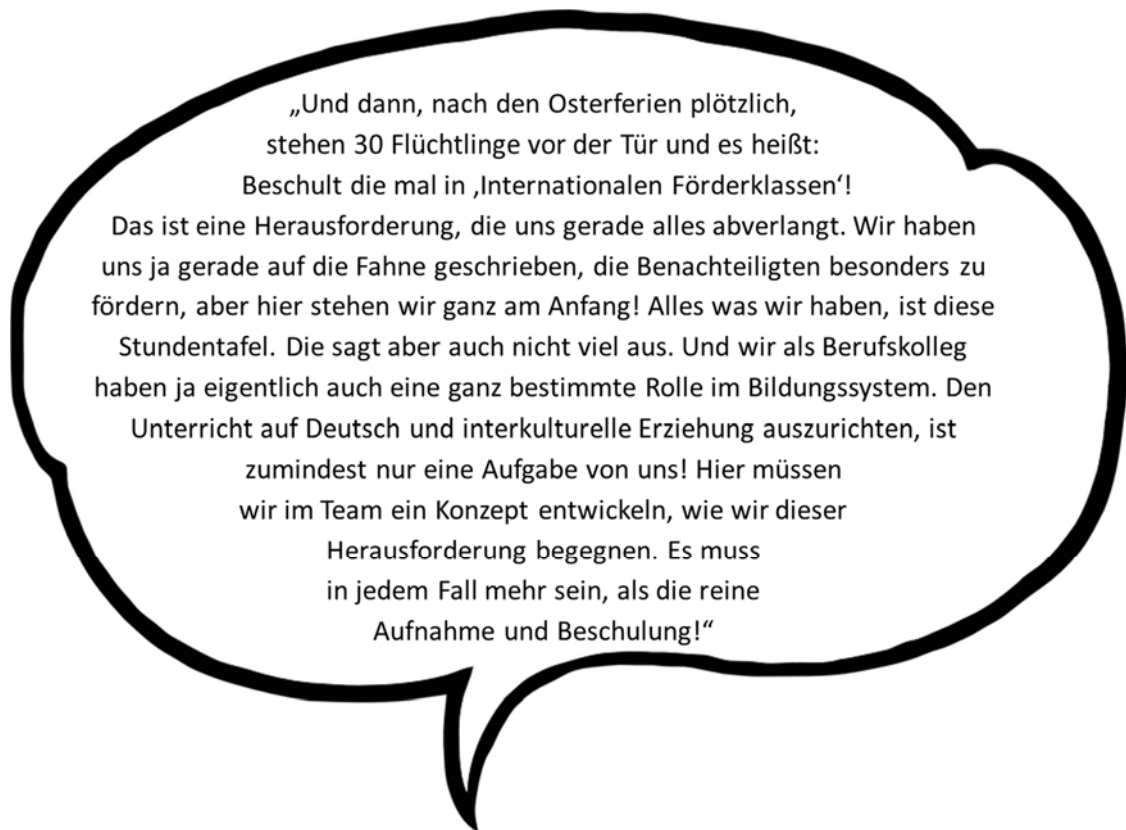 „Und dann, nach den Osterferien plötzlich,
stehen 30 Flüchtlinge vor der Tür und es heißt:
Beschult die mal in ‚Internationalen Förderklassen‘!
Das ist eine Herausforderung, die uns gerade alles abverlangt. Wir haben
uns ja gerade auf die Fahne geschrieben, die Benachteiligten besonders zu
fördern, aber hier stehen wir ganz am Anfang! Alles was wir haben, ist diese
Stundentafel. Die sagt aber auch nicht viel aus. Und wir als Berufskolleg
haben ja eigentlich auch eine ganz bestimmte Rolle im Bildungssystem. Den
Unterricht auf Deutsch und interkulturelle Erziehung auszurichten, ist
zumindest nur eine Aufgabe von uns! Hier müssen
wir im Team ein Konzept entwickeln, wie wir dieser
Herausforderung begegnen. Es muss
in jedem Fall mehr sein, als die reine
Aufnahme und Beschulung!“